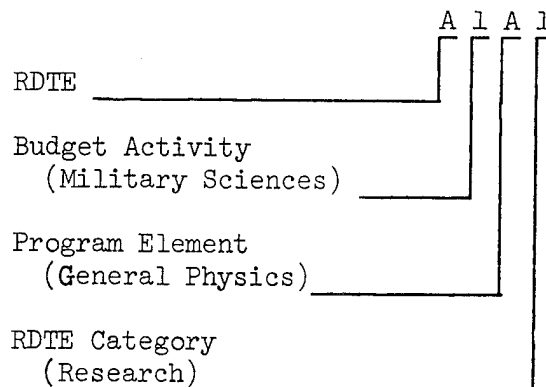 A 1 A 1
RDTE
Budget Activity
(Military Sciences)
Program Element
(General Physics)
RDTE Category
(Research)